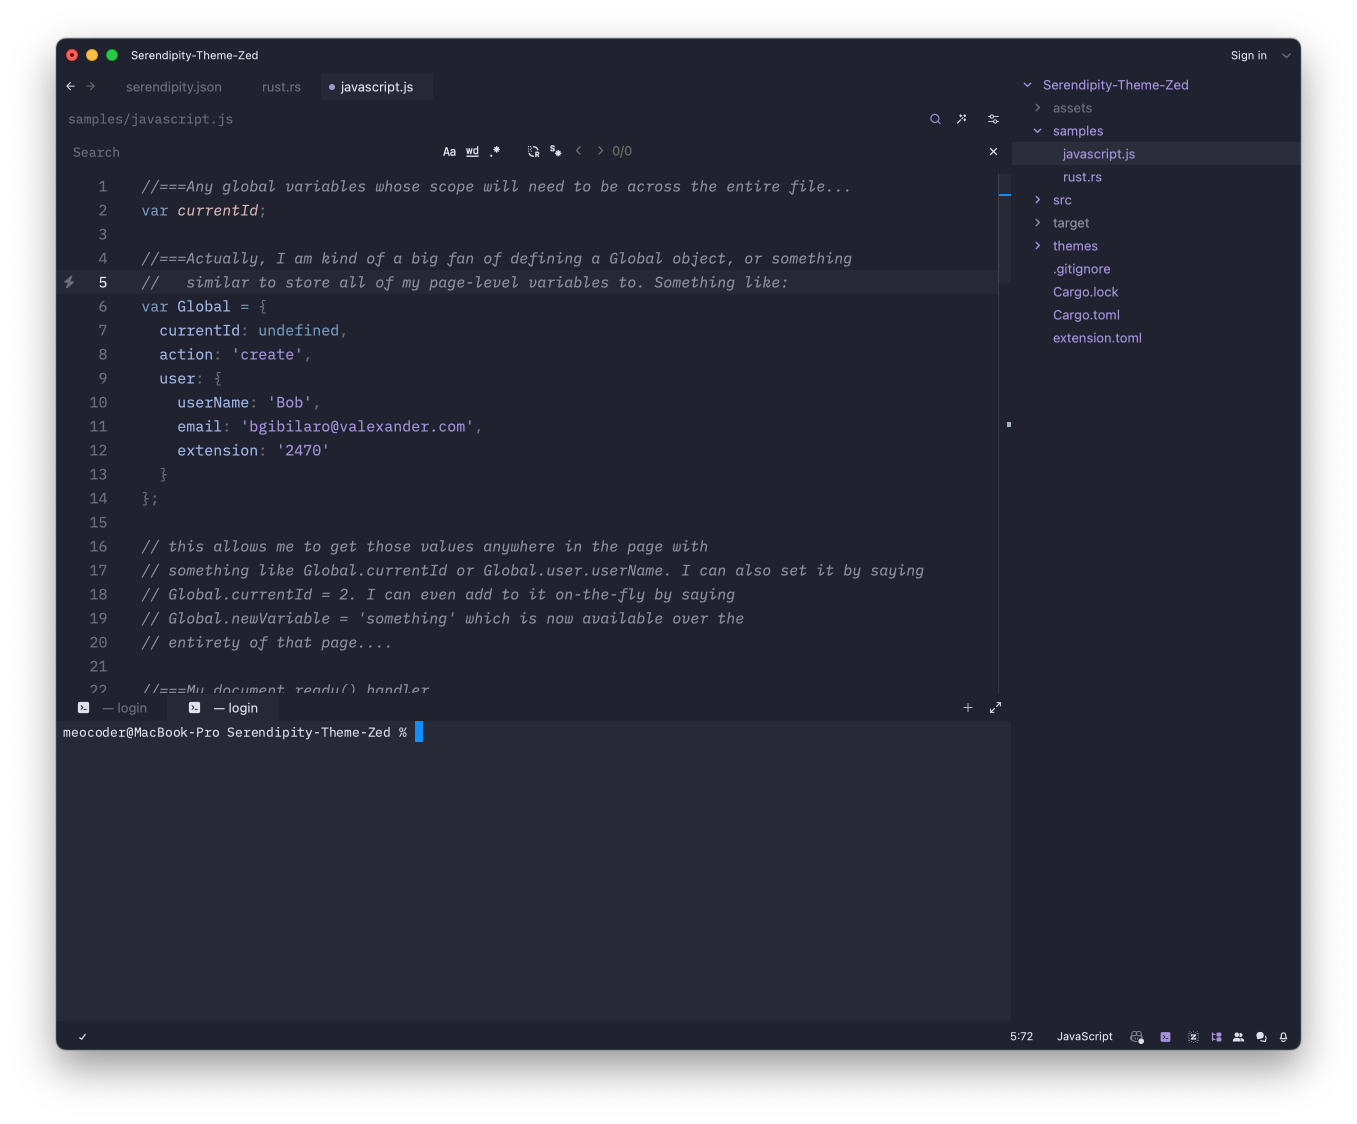 Serendipity-Theme-Zed
Sign in
serendipity.json
rust.rs
javascript.js
samples/javascript.js
Search
Aa wd .* 0/0
1 //===Any global variables whose scope will need to be across the entire file...
2 var currentId;
3
4 //===Actually, I am kind of a big fan of defining a Global object, or something
5 //   similar to store all of my page-level variables to. Something like:
6 var Global = {
7   currentId: undefined,
8   action: 'create',
9   user: {
10     userName: 'Bob',
11     email: 'bgibilaro@valexander.com',
12     extension: '2470'
13   }
14 };
15
16 // this allows me to get those values anywhere in the page with
17 // something like Global.currentId or Global.user.userName. I can also set it by saying
18 // Global.currentId = 2. I can even add to it on-the-fly by saying
19 // Global.newVariable = 'something' which is now available over the
20 // entirety of that page....
21
22 //===My document ready() handler
Serendipity-Theme-Zed
assets
samples
javascript.js
rust.rs
src
target
themes
.gitignore
Cargo.lock
Cargo.toml
extension.toml
— login
— login
meocoder@MacBook-Pro Serendipity-Theme-Zed %
5:72
JavaScript